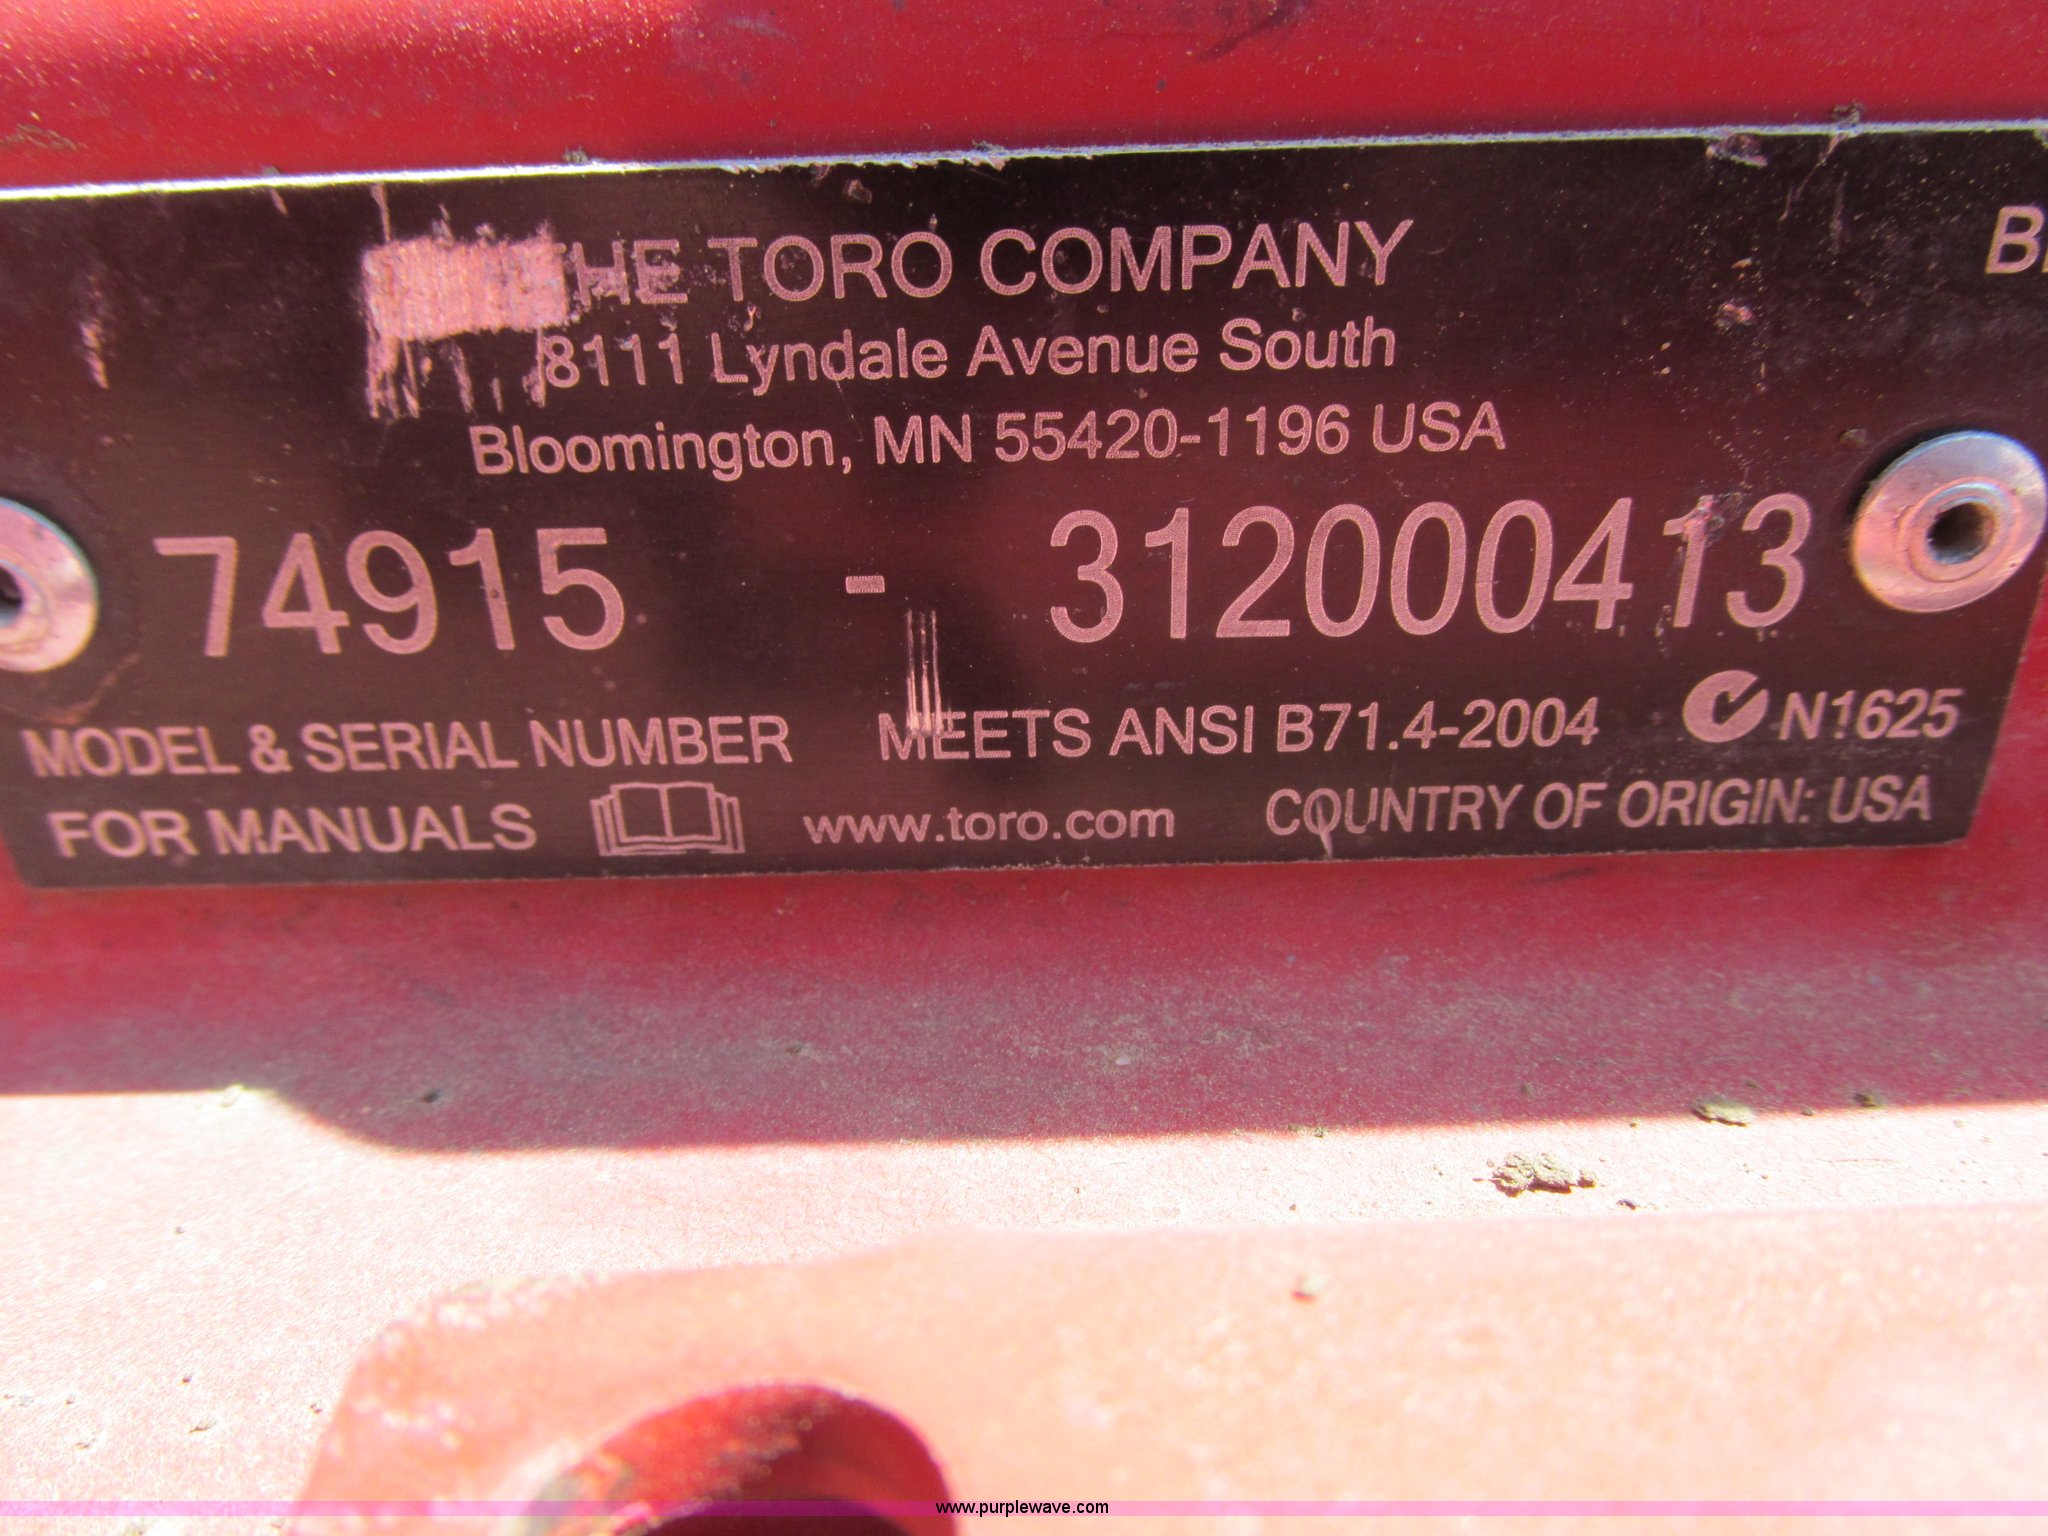 THE TORO COMPANY
8111 Lyndale Avenue South
Bloomington, MN 55420-1196 USA
74915 - 312000413
MODEL & SERIAL NUMBER MEETS ANSI B71.4-2004 N1625
FOR MANUALS www.toro.com COUNTRY OF ORIGIN: USA
www.purplewave.com